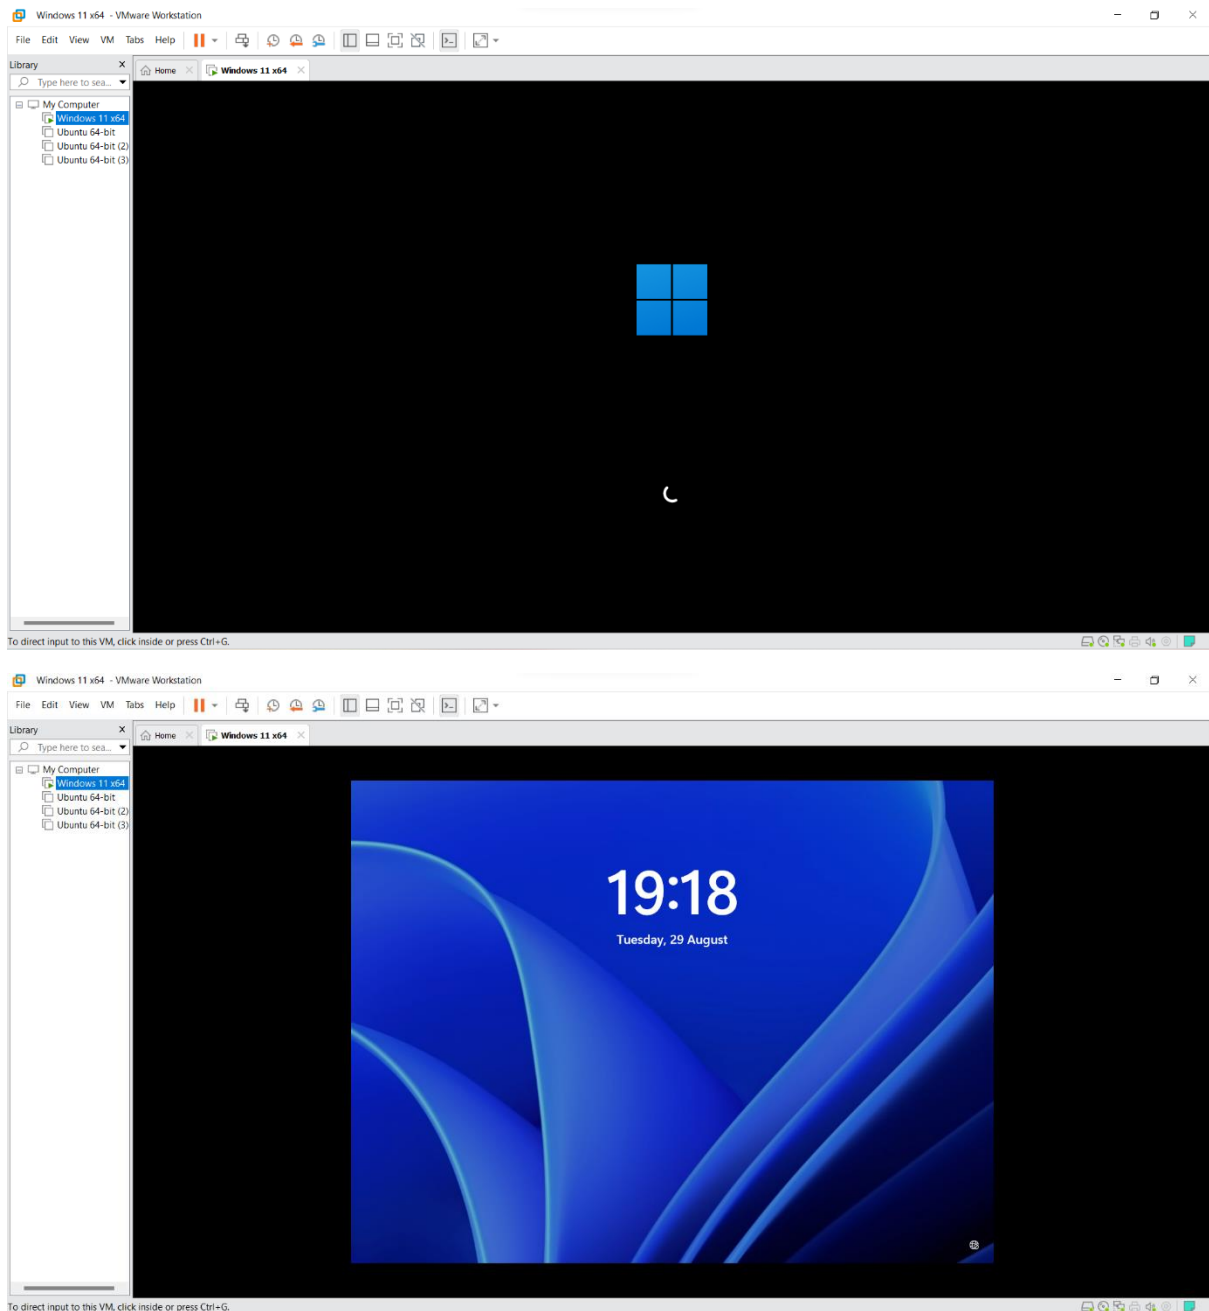 Windows 11 x64 - VMware Workstation
File Edit View VM Tabs Help
Library X
Home
Windows 11 x64
Type here to sea...
My Computer
Windows 11 x64
Ubuntu 64-bit
Ubuntu 64-bit (2)
Ubuntu 64-bit (3)
To direct input to this VM, click inside or press Ctrl+G.
Windows 11 x64 - VMware Workstation
File Edit View VM Tabs Help
Library X
Home
Windows 11 x64
Type here to sea...
My Computer
Windows 11 x64
Ubuntu 64-bit
Ubuntu 64-bit (2)
Ubuntu 64-bit (3)
19:18
Tuesday, 29 August
To direct input to this VM, click inside or press Ctrl+G.